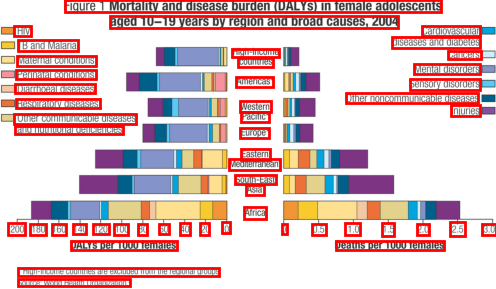 Figure 1 Mortality and disease burden (DALYs) in female adolescents
aged 10–19 years by region and broad causes, 2004
HIV
TB and Malaria
Maternal conditions
Perinatal conditions
Diarrhoeal diseases
Respiratory diseases
Other communicable diseases
and nutritional deficiencies
Cardiovascular
diseases and diabetes
Cancers
Mental disorders
Sensory disorders
Other noncommunicable diseases
Injuries
High-income
countries
Americas
Western
Pacific
Europe
Eastern
Mediterranean
South-East
Asia
Africa
200 180 160 140 120 100 80 60 40 20 0
0 0.5 1.0 1.5 2.0 2.5 3.0
DALYs per 1000 females
Deaths per 1000 females
High-income countries are excluded from the regional groups
Source: World Health Organization